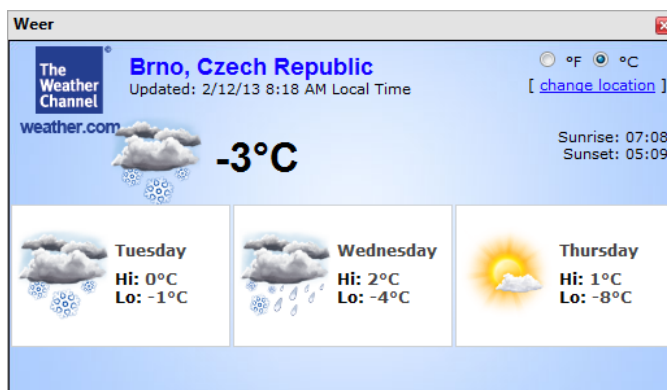 Weer
The
Weather
Channel
®
weather.com
Brno, Czech Republic
Updated: 2/12/13 8:18 AM Local Time
°F °C
[ change location ]
-3°C
Sunrise: 07:08
Sunset: 05:09
Tuesday
Hi: 0°C
Lo: -1°C
Wednesday
Hi: 2°C
Lo: -4°C
Thursday
Hi: 1°C
Lo: -8°C